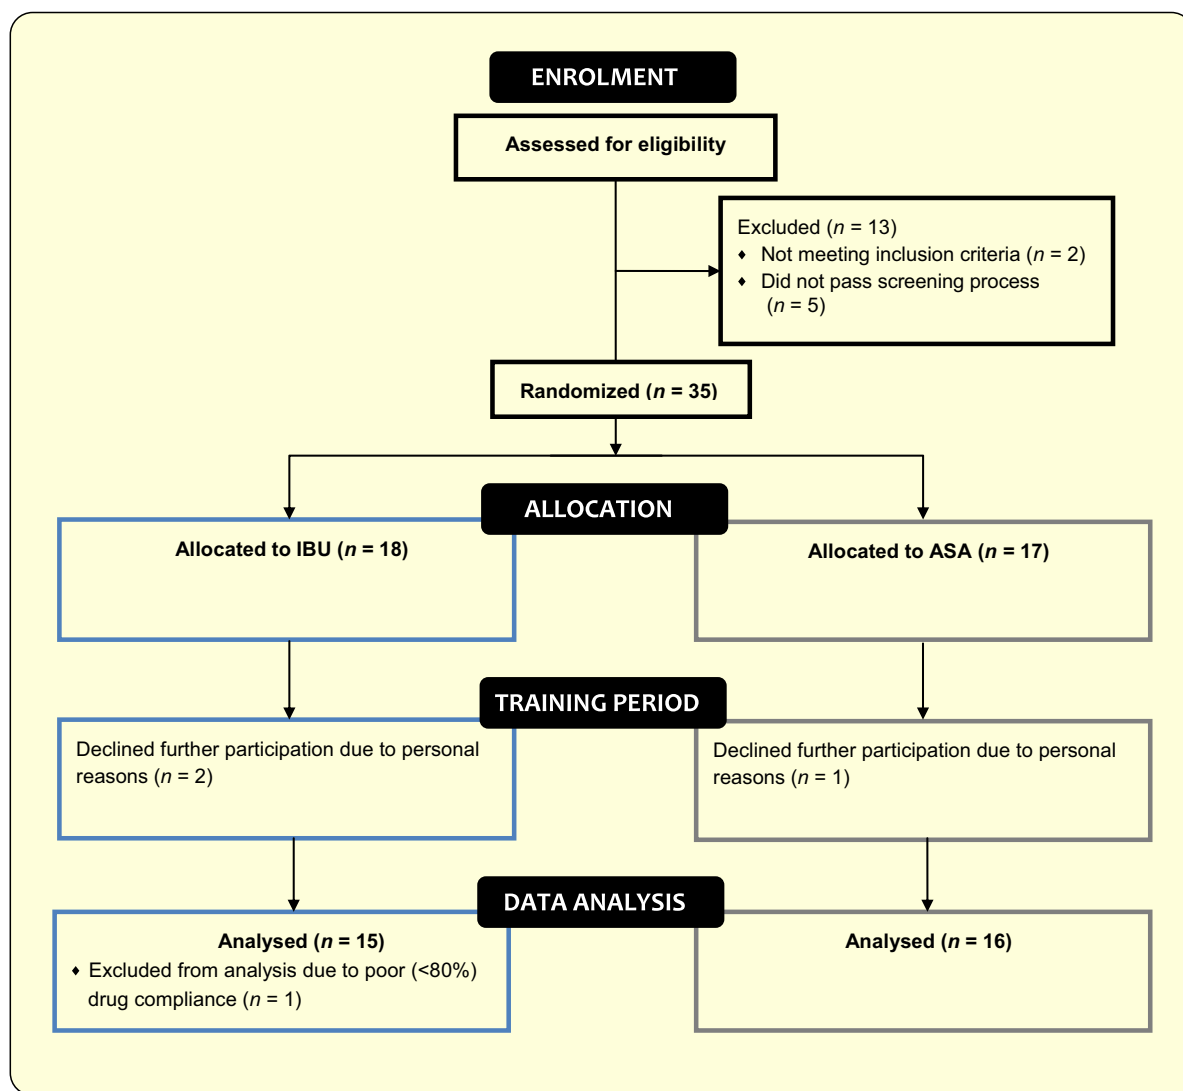 ENROLMENT
Assessed for eligibility
Excluded (n = 13)
♦ Not meeting inclusion criteria (n = 2)
♦ Did not pass screening process
(n = 5)
Randomized (n = 35)
ALLOCATION
Allocated to IBU (n = 18)
Allocated to ASA (n = 17)
TRAINING PERIOD
Declined further participation due to personal
reasons (n = 2)
Declined further participation due to personal
reasons (n = 1)
DATA ANALYSIS
Analysed (n = 15)
♦ Excluded from analysis due to poor (<80%)
drug compliance (n = 1)
Analysed (n = 16)